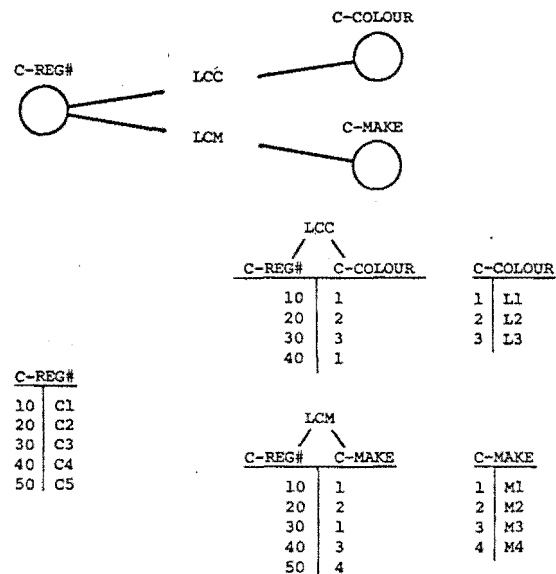 C-COLOUR
C-REG#
LCC
C-MAKE
LCM
LCC
C-REG# C-COLOUR
10 1
20 2
30 3
40 1
C-COLOUR
1 L1
2 L2
3 L3
C-REG#
10 C1
20 C2
30 C3
40 C4
50 C5
LCM
C-REG# C-MAKE
10 1
20 2
30 1
40 3
50 4
C-MAKE
1 M1
2 M2
3 M3
4 M4